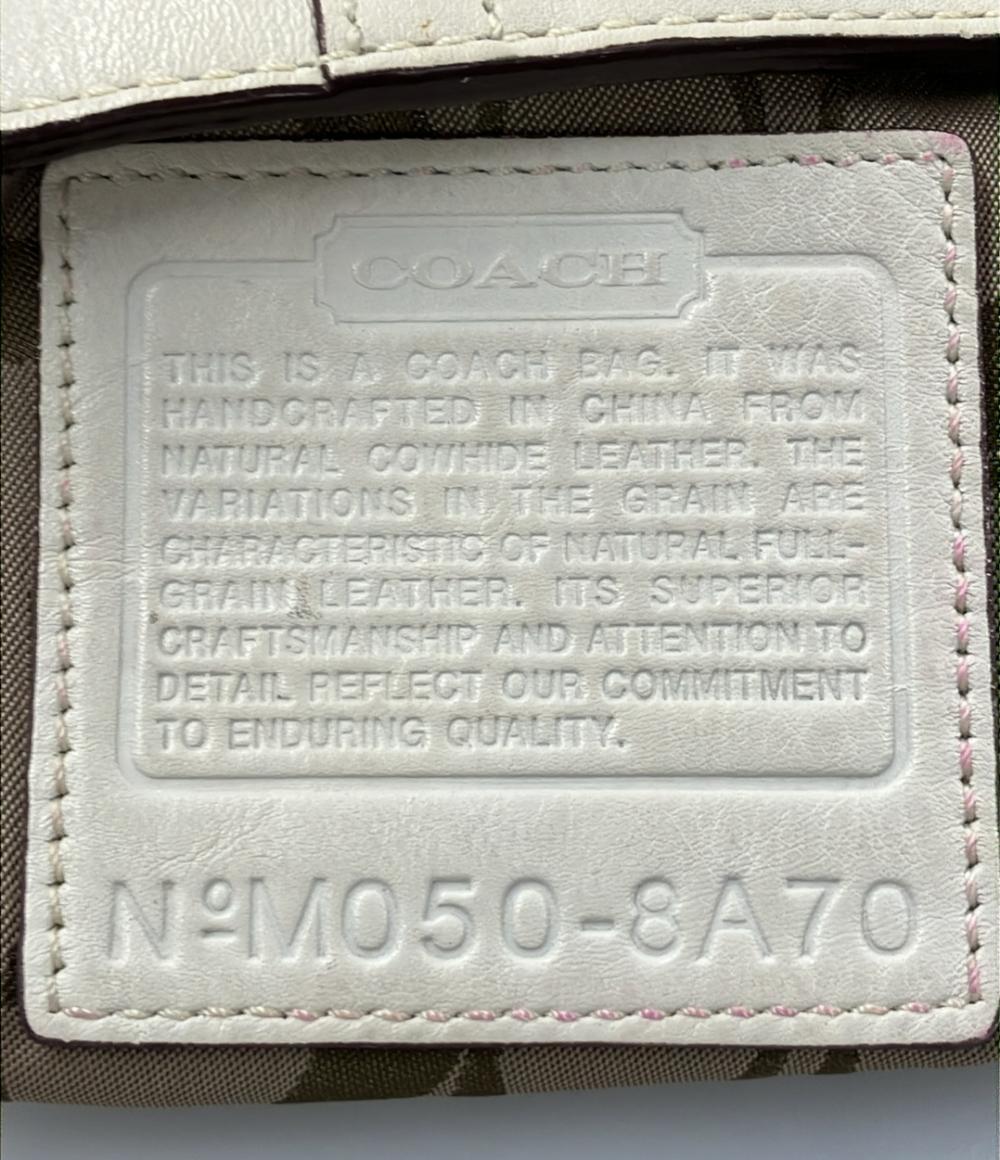 COACH
THIS IS A COACH BAG. IT WAS
HANDCRAFTED IN CHINA FROM
NATURAL COWHIDE LEATHER. THE
VARIATIONS IN THE GRAIN ARE
CHARACTERISTIC OF NATURAL FULL-
GRAIN LEATHER. ITS SUPERIOR
CRAFTSMANSHIP AND ATTENTION TO
DETAIL REFLECT OUR COMMITMENT
TO ENDURING QUALITY.
NºM050-8A70